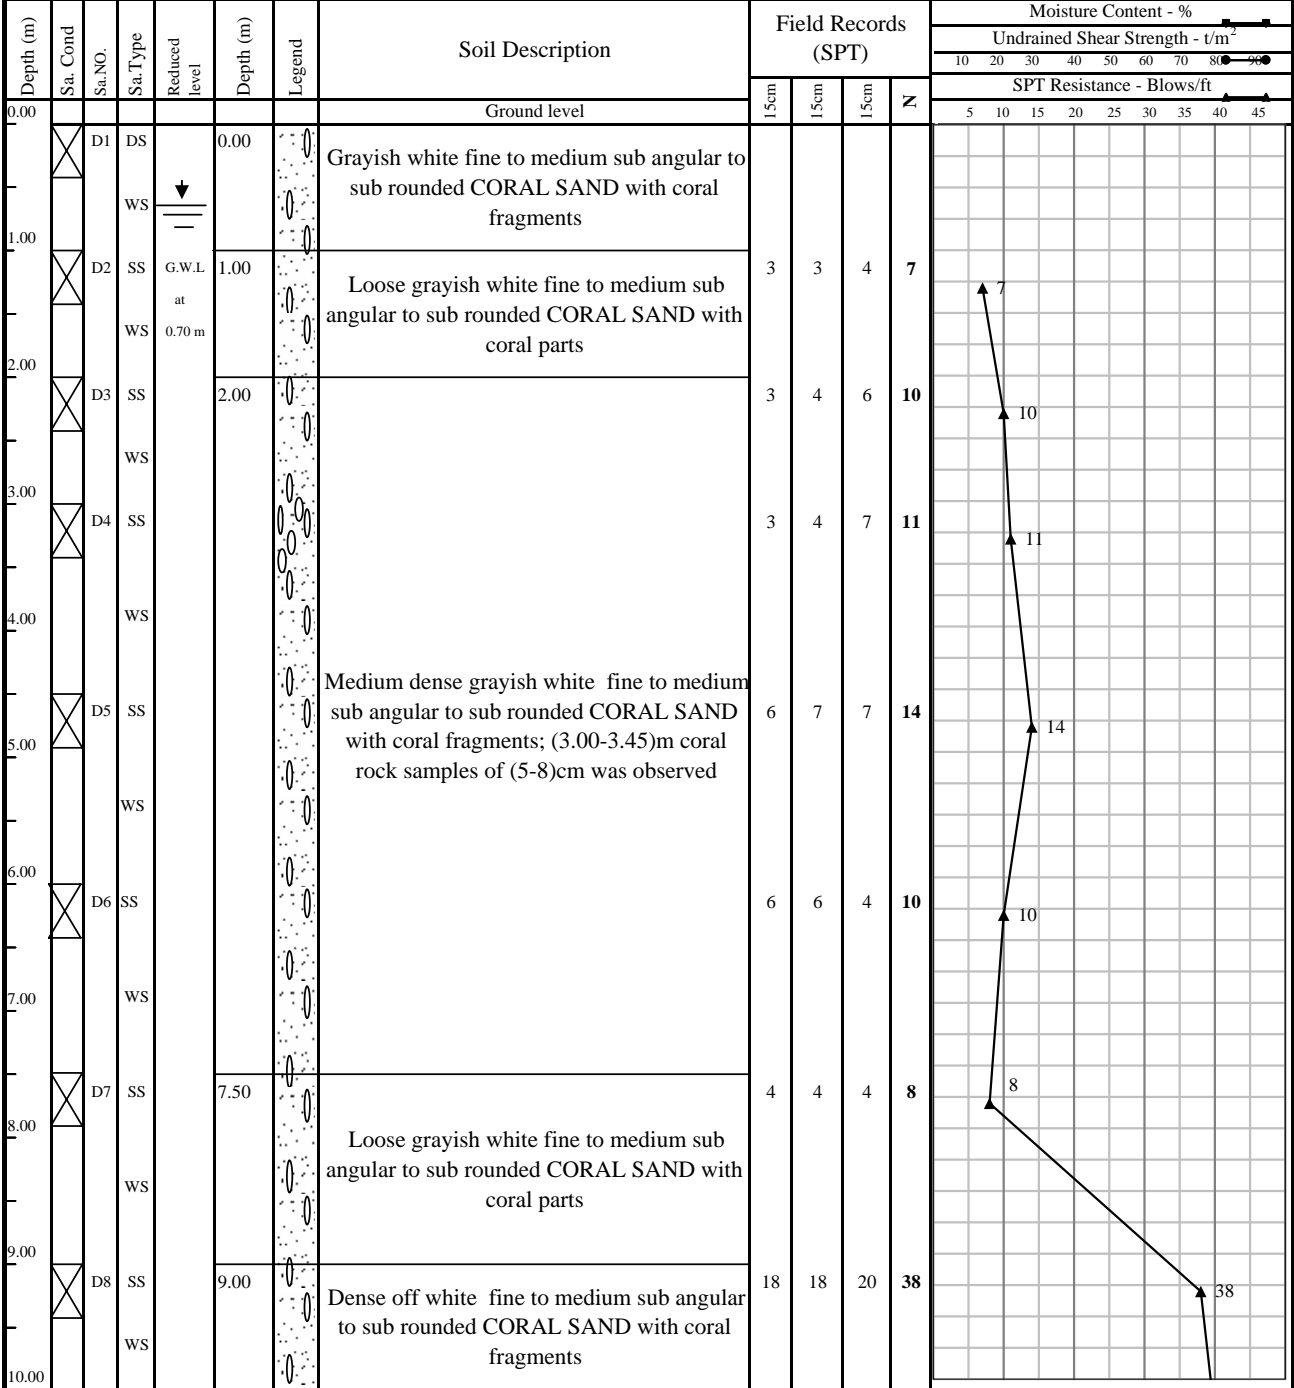 Depth (m) Sa. Cond Sa.NO. Sa.Type Reduced level Depth (m) Legend Soil Description Field Records (SPT)
Moisture Content - %
Undrained Shear Strength - t/m²
10 20 30 40 50 60 70 80 90
SPT Resistance - Blows/ft
15cm 15cm 15cm N
5 10 15 20 25 30 35 40 45
0.00 Ground level
D1 DS 0.00
Grayish white fine to medium sub angular to
sub rounded CORAL SAND with coral
fragments
WS
1.00
D2 SS G.W.L 1.00 3 3 4 7
at
0.70 m
7
Loose grayish white fine to medium sub
angular to sub rounded CORAL SAND with
coral parts
WS
2.00
D3 SS 2.00 3 4 6 10
10
WS
3.00
D4 SS 3 4 7 11
11
WS
4.00
Medium dense grayish white fine to medium
sub angular to sub rounded CORAL SAND
with coral fragments; (3.00-3.45)m coral
rock samples of (5-8)cm was observed
D5 SS 6 7 7 14
14
5.00
WS
6.00
D6 SS 6 6 4 10
10
WS
7.00
D7 SS 7.50 4 4 4 8
8
8.00
Loose grayish white fine to medium sub
angular to sub rounded CORAL SAND with
coral parts
WS
9.00
D8 SS 9.00 18 18 20 38
38
Dense off white fine to medium sub angular
to sub rounded CORAL SAND with coral
fragments
WS
10.00